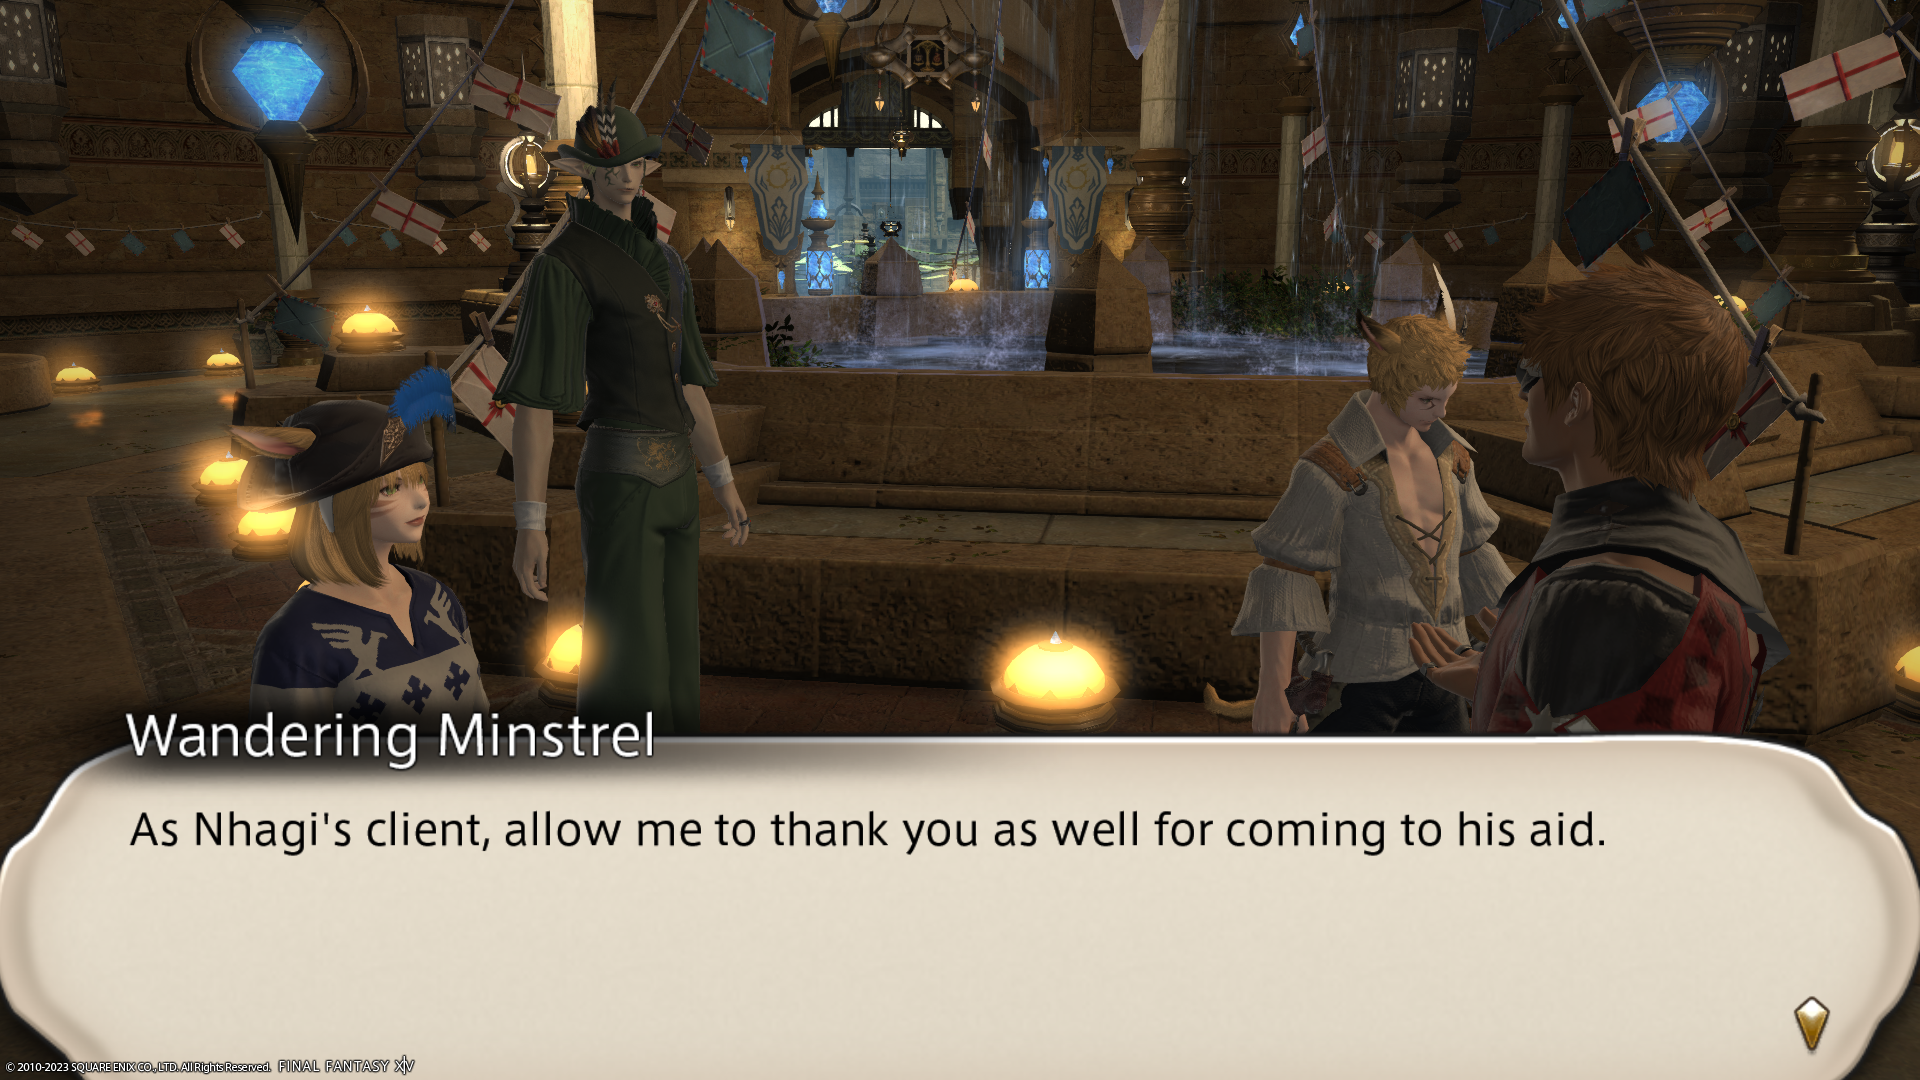 Wandering Minstrel
As Nhagi's client, allow me to thank you as well for coming to his aid.
© 2010-2023 SQUARE ENIX CO., LTD. All Rights Reserved. FINAL FANTASY XIV